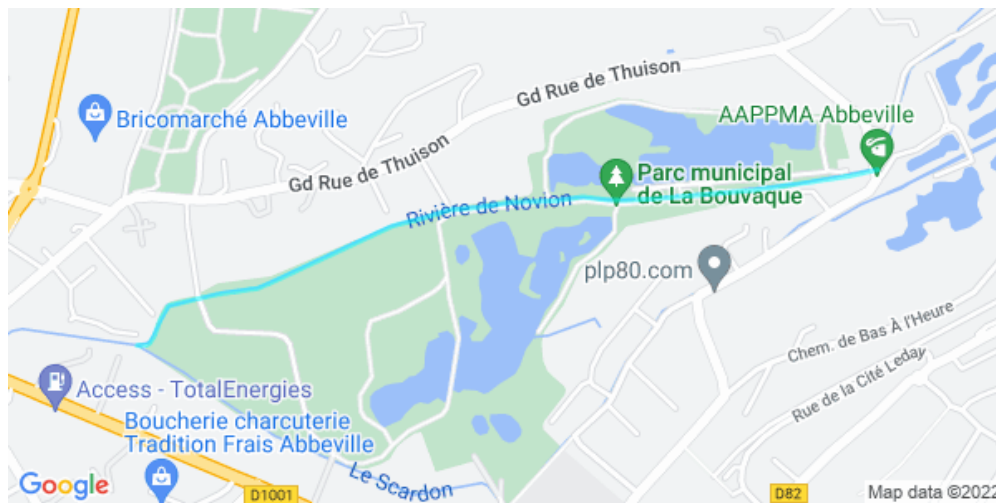 Gd Rue de Thuison
AAPPMA Abbeville
Bricomarché Abbeville
Gd Rue de Thuison
Parc municipal
de La Bouvaque
Rivière de Novion
plp80.com
Chem. de Bas À l'Heure
Rue de la Cité Leday
Access - TotalEnergies
Boucherie charcuterie
Tradition Frais Abbeville
Le Scardon
Google
D1001
D82
Map data ©2022